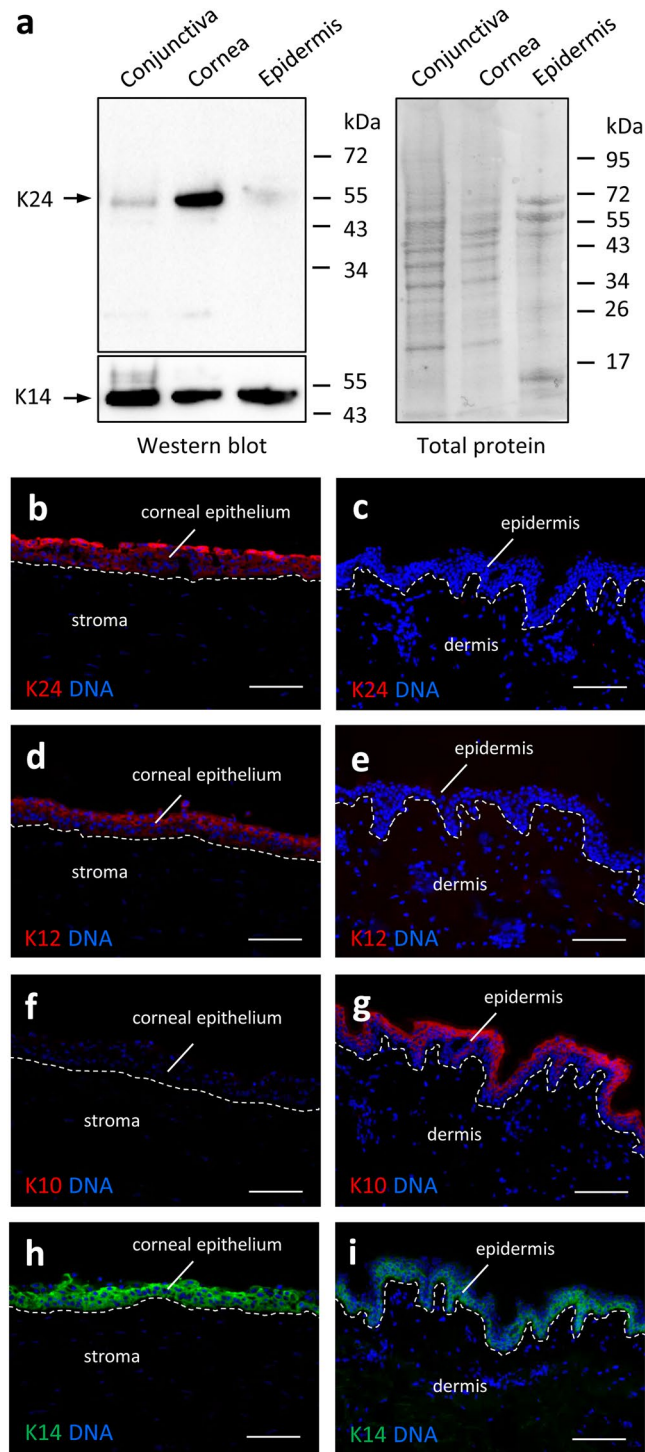 a
Conjunctiva
Cornea
Epidermis
Conjunctiva
Cornea
Epidermis
kDa
72
55
43
34
K24
55
43
K14
kDa
95
72
55
43
34
26
17
Western blot
Total protein
b
corneal epithelium
stroma
K24 DNA
c
epidermis
dermis
K24 DNA
d
corneal epithelium
stroma
K12 DNA
e
epidermis
dermis
K12 DNA
f
corneal epithelium
stroma
K10 DNA
g
epidermis
dermis
K10 DNA
h
corneal epithelium
stroma
K14 DNA
i
epidermis
dermis
K14 DNA